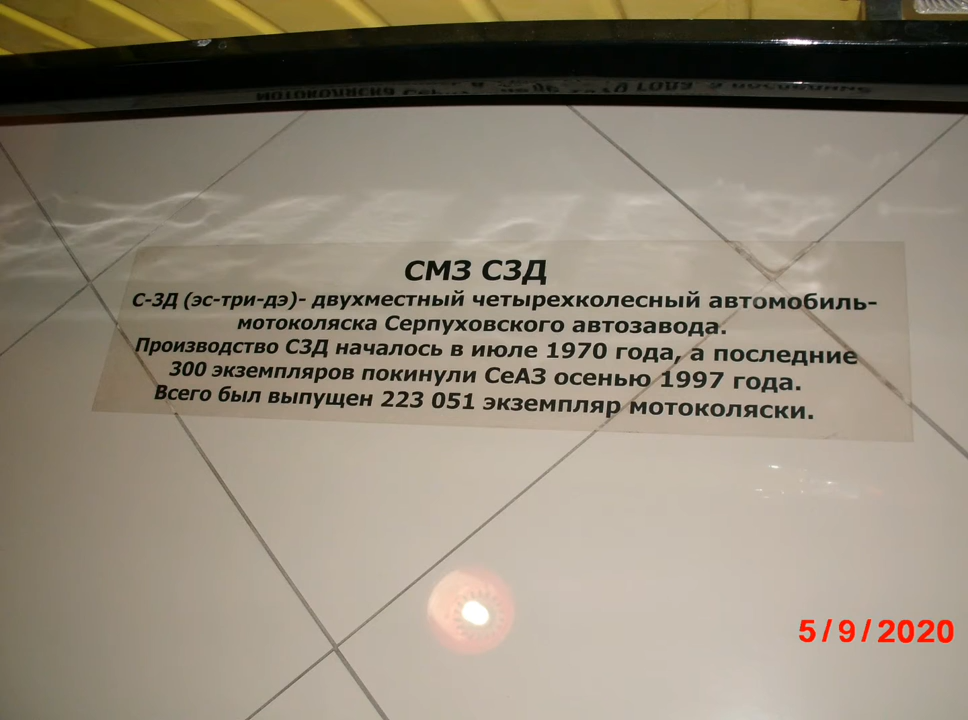 СМЗ СЗД
С-3Д (эс-три-дэ)- двухместный четырехколесный автомобиль-
мотоколяска Серпуховского автозавода.
Производство СЗД началось в июле 1970 года, а последние
300 экземпляров покинули СеАЗ осенью 1997 года.
Всего был выпущен 223 051 экземпляр мотоколяски.
5/9/2020